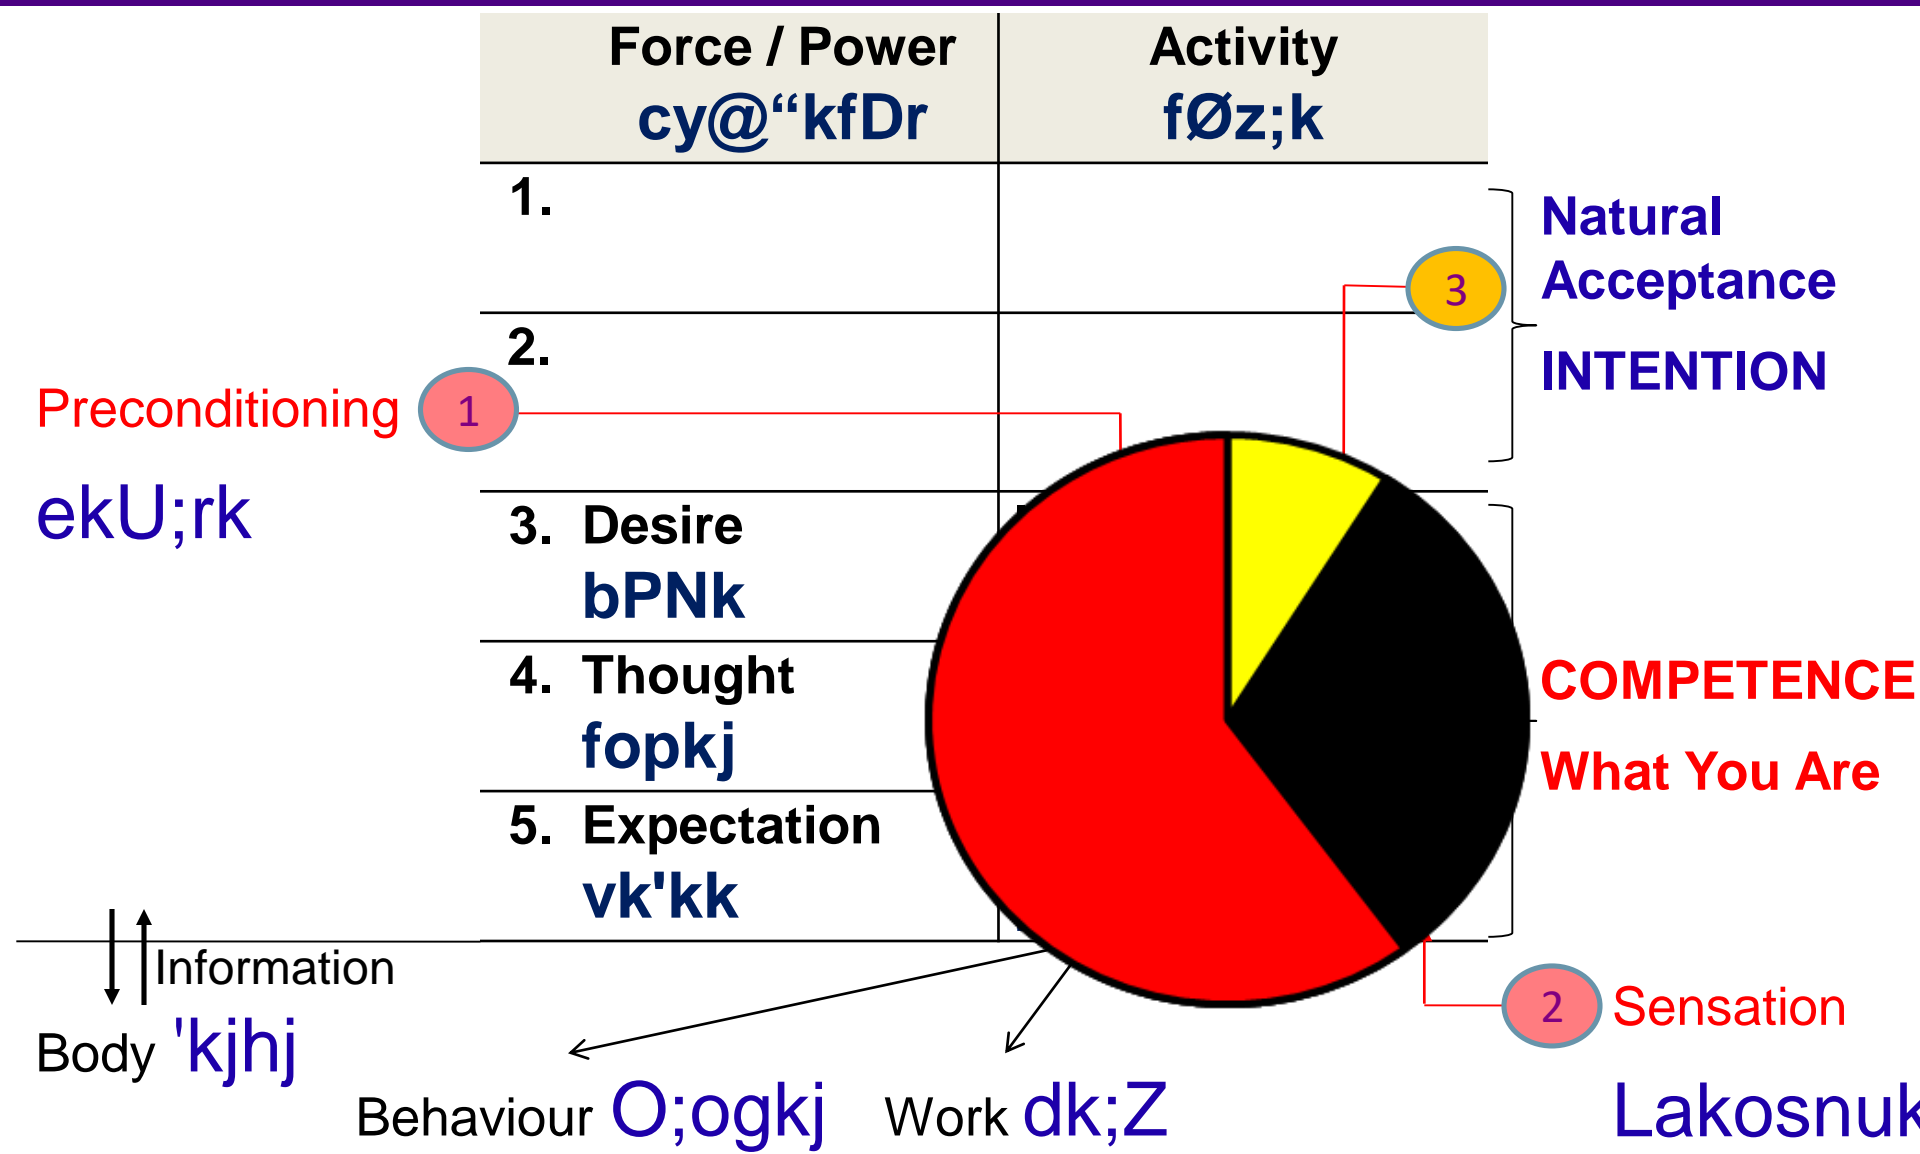 Force / Power
Activity
cy@“kfDr
fØz;k
1.
Natural
Acceptance
3
2.
INTENTION
Preconditioning
1
ekU;rk
3. Desire
bPNk
4. Thought
COMPETENCE
fopkj
What You Are
5. Expectation
vk'kk
Information
2
Sensation
Body 'kjhj
Behaviour O;ogkj
Work dk;Z
Lakosnuk